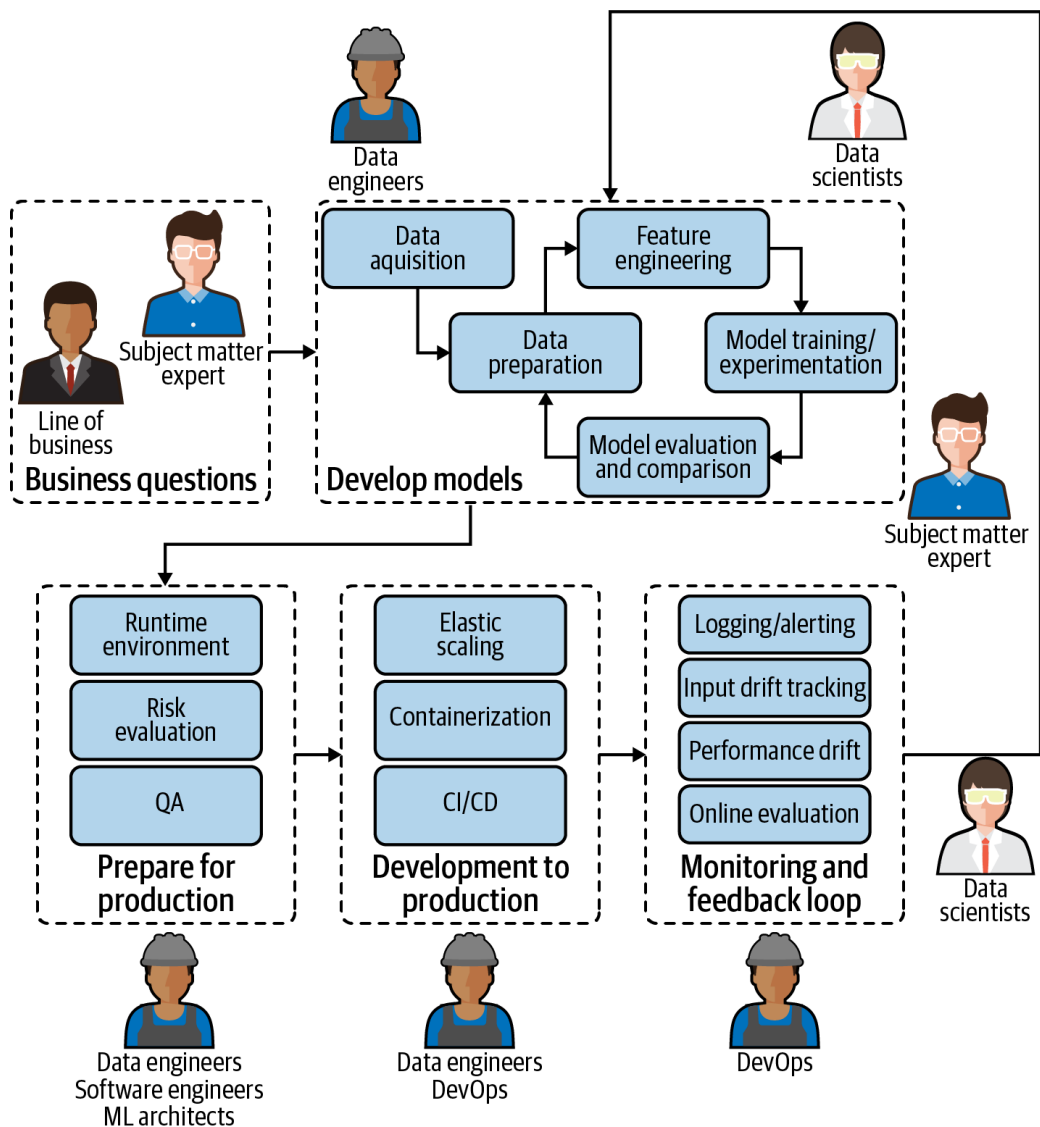 Data
engineers
Data
scientists
Subject matter
expert
Line of
business
Business questions
Data
aquisition
Feature
engineering
Data
preparation
Model training/
experimentation
Model evaluation
and comparison
Develop models
Subject matter
expert
Runtime
environment
Risk
evaluation
QA
Prepare for
production
Elastic
scaling
Containerization
CI/CD
Development to
production
Logging/alerting
Input drift tracking
Performance drift
Online evaluation
Monitoring and
feedback loop
Data
scientists
Data engineers
Software engineers
ML architects
Data engineers
DevOps
DevOps